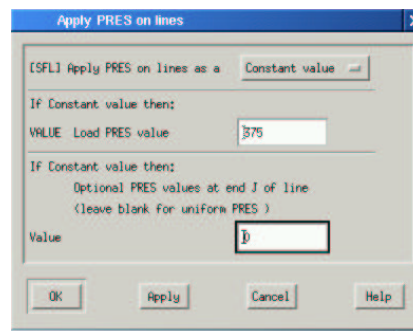 Apply PRES on lines
[SFL] Apply PRES on lines as a Constant value
If Constant value then:
VALUE Load PRES value 375
If Constant value then:
Optional PRES values at end J of line
(leave blank for uniform PRES )
Value 0
OK Apply Cancel Help